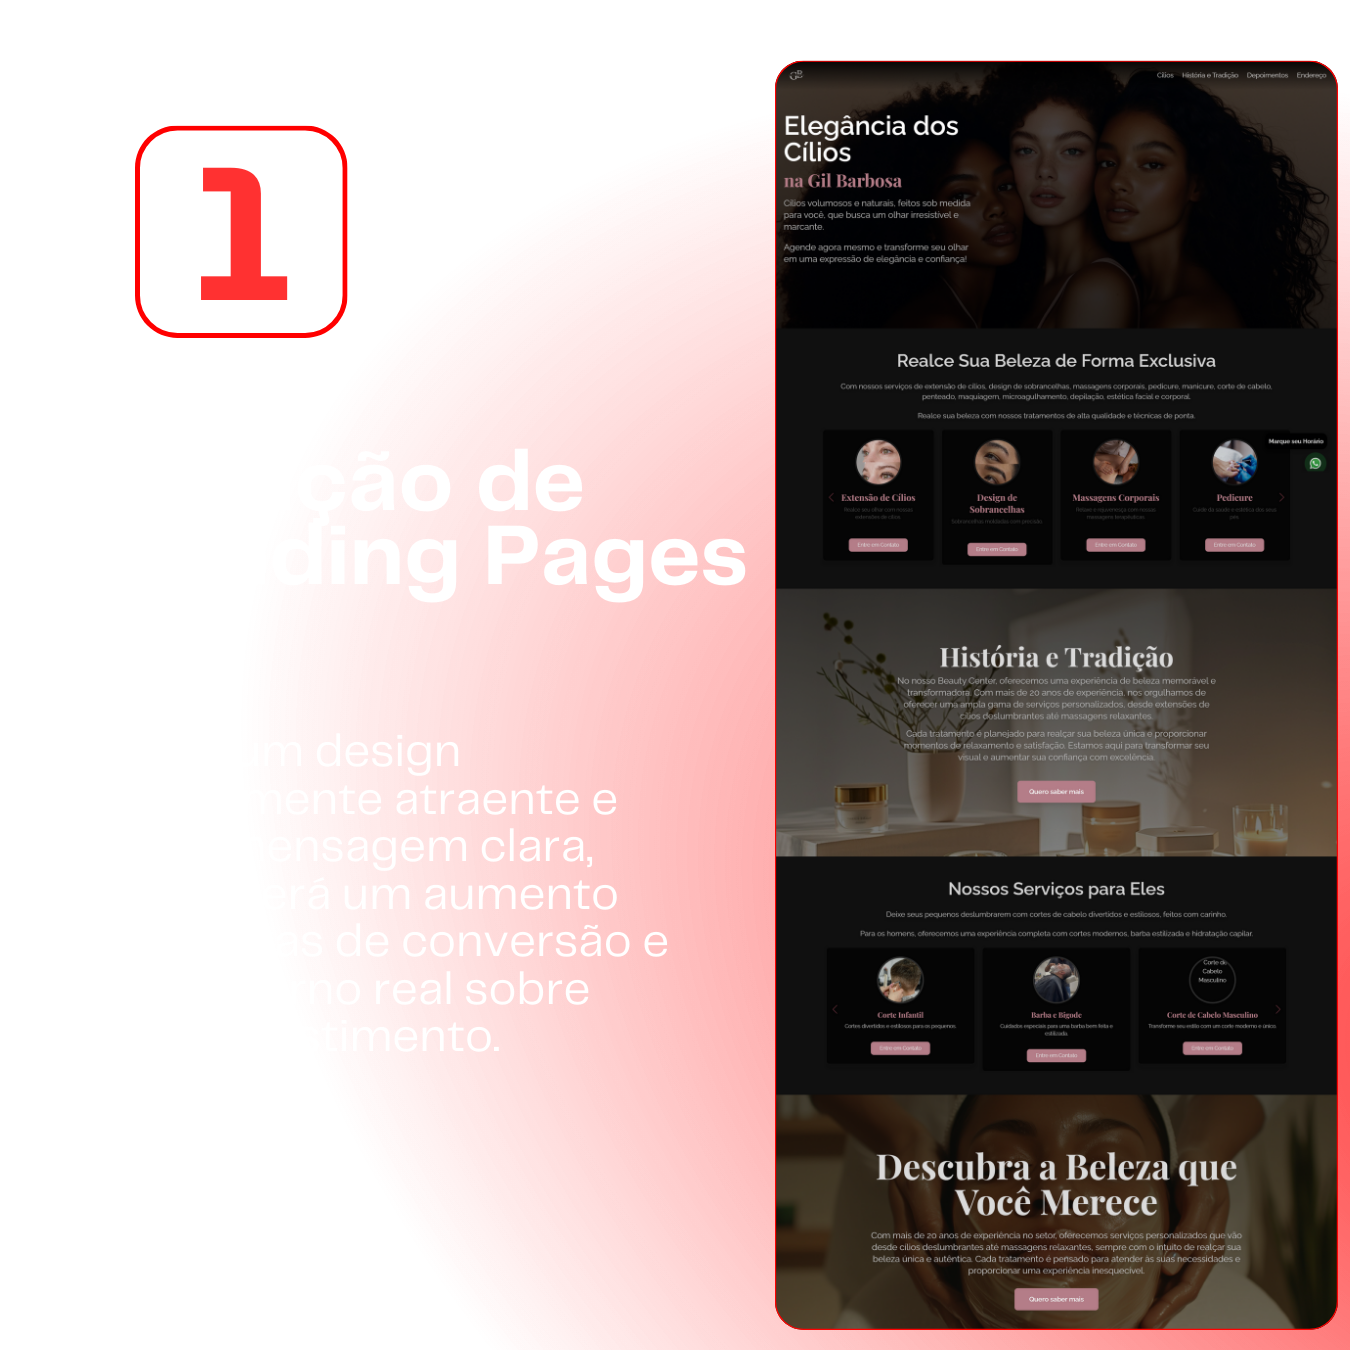 1
ção de
ding Pages
m design
mente atraente e
ensagem clara,
erá um aumento
as de conversão e
rno real sobre
timento.
Cílios História e Tradição Depoimentos Endereço
Elegância dos
Cílios
na Gil Barbosa
Cílios volumosos e naturais, feitos sob medida
para você, que busca um olhar irresistível e
marcante.
Agende agora mesmo e transforme seu olhar
em uma expressão de elegância e confiança!
Realce Sua Beleza de Forma Exclusiva
Com nossos serviços de extensão de cílios, design de sobrancelhas, massagens corporais, pedicure, manicure, corte de cabelo,
penteado, maquiagem, microagulhamento, depilação, estética facial e corporal.
Realce sua beleza com nossos tratamentos de alta qualidade e técnicas de ponta.
Marque seu Horário
Extensão de Cílios
Realce seu olhar com nossas
extensões de cílios.
Entre em Contato
Design de
Sobrancelhas
Sobrancelhas moldadas com precisão.
Entre em Contato
Massagens Corporais
Relaxe e rejuvenesça com nossas
massagens terapêuticas.
Entre em Contato
Pedicure
Cuide da saúde e estética dos seus
pés.
Entre em Contato
História e Tradição
No nosso Beauty Center, oferecemos uma experiência de beleza memorável e
transformadora. Com mais de 20 anos de experiência, nos orgulhamos de
oferecer uma ampla gama de serviços personalizados, desde extensões de
cílios deslumbrantes até massagens relaxantes.
Cada tratamento é planejado para realçar sua beleza única e proporcionar
momentos de relaxamento e satisfação. Estamos aqui para transformar seu
visual e aumentar sua confiança com excelência.
Quero saber mais
Nossos Serviços para Eles
Deixe seus pequenos deslumbrarem com cortes de cabelo divertidos e estilosos, feitos com carinho.
Para os homens, oferecemos uma experiência completa com cortes modernos, barba estilizada e hidratação capilar.
Corte Infantil
Cortes divertidos e estilosos para os pequenos.
Entre em Contato
Barba e Bigode
Cuidados especiais para uma barba bem feita e
estilizada.
Entre em Contato
Corte de
Cabelo
Masculino
Corte de Cabelo Masculino
Transforme seu estilo com um corte moderno e único.
Entre em Contato
Descubra a Beleza que
Você Merece
Com mais de 20 anos de experiência no setor, oferecemos serviços personalizados que vão
desde cílios deslumbrantes até massagens relaxantes, sempre com o intuito de realçar sua
beleza única e autêntica. Cada tratamento é pensado para atender às suas necessidades e
proporcionar uma experiência inesquecível.
Quero saber mais